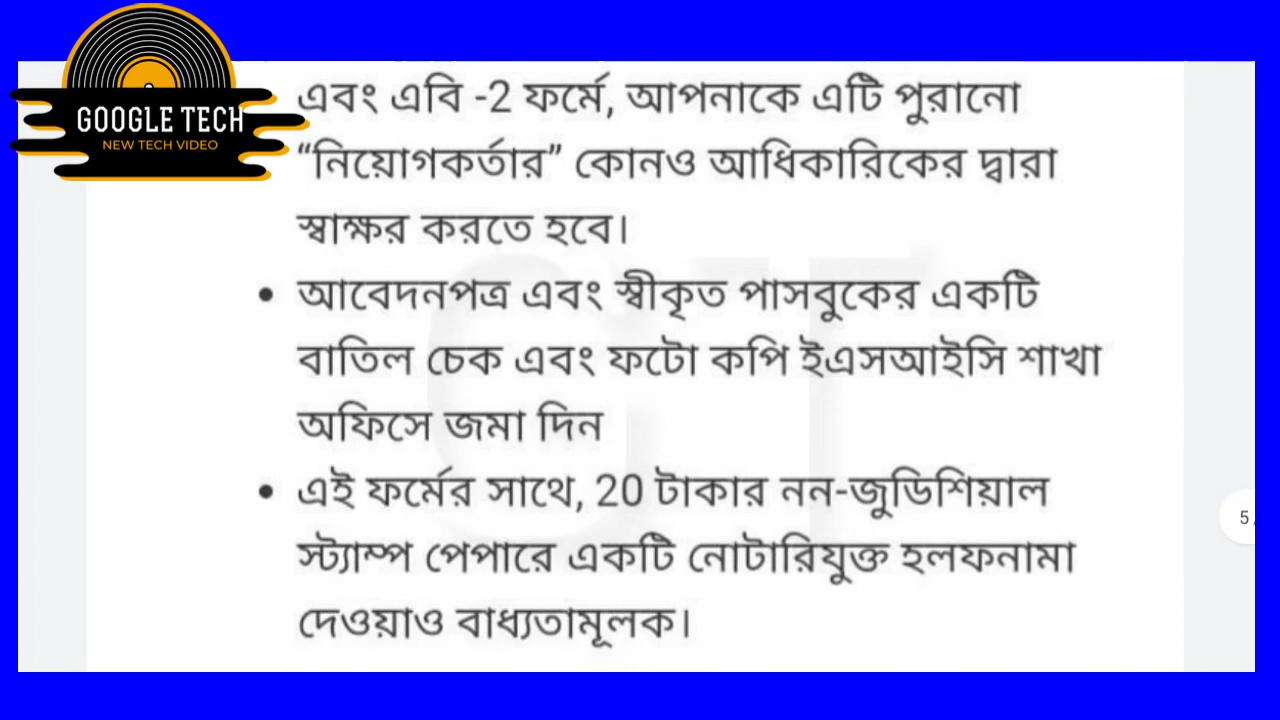 GOOGLE TECH
NEW TECH VIDEO
এবং এবি -2 ফর্মে, আপনাকে এটি পুরানো
“নিয়োগকর্তার” কোনও আধিকারিকের দ্বারা
স্বাক্ষর করতে হবে।
• আবেদনপত্র এবং স্বীকৃত পাসবুকের একটি
বাতিল চেক এবং ফটো কপি ইএসআইসি শাখা
অফিসে জমা দিন
• এই ফর্মের সাথে, 20 টাকার নন-জুডিশিয়াল
স্ট্যাম্প পেপারে একটি নোটারিযুক্ত হলফনামা
দেওয়াও বাধ্যতামূলক।
5/